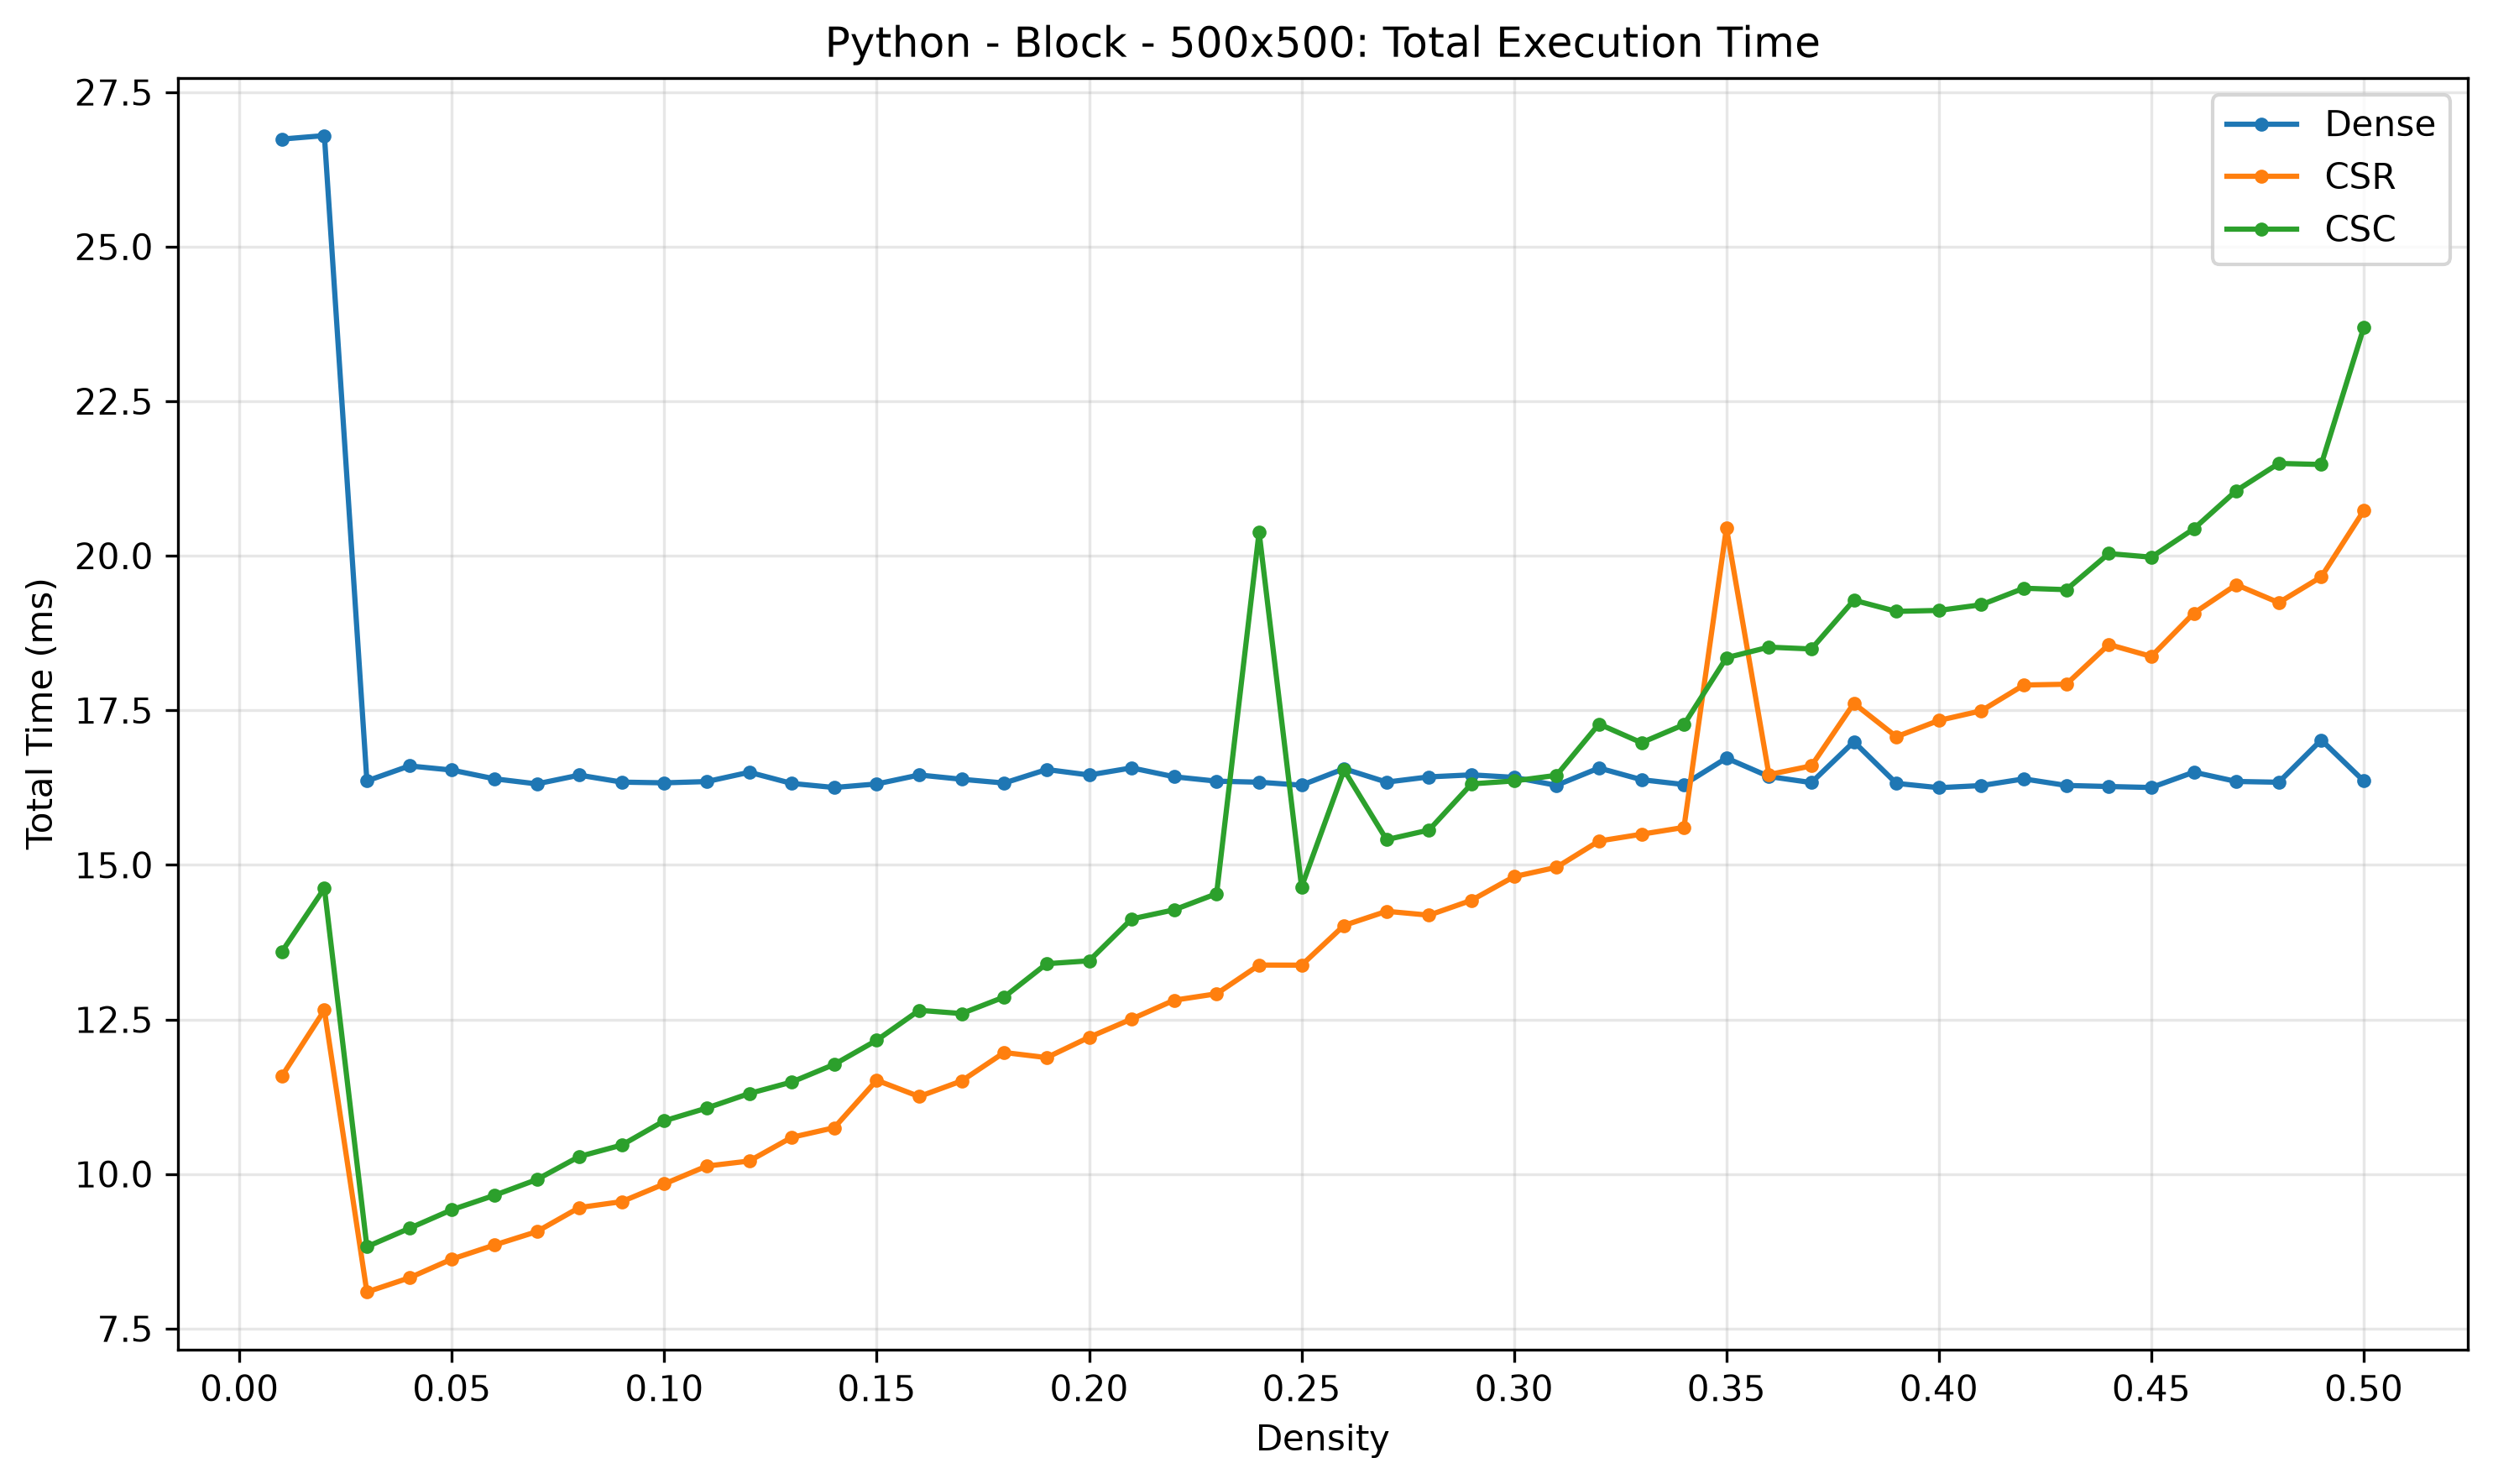 Python - Block - 500x500: Total Execution Time
27.5
25.0
22.5
20.0
17.5
15.0
12.5
10.0
7.5
Total Time (ms)
Dense
CSR
CSC
0.00 0.05 0.10 0.15 0.20 0.25 0.30 0.35 0.40 0.45 0.50
Density